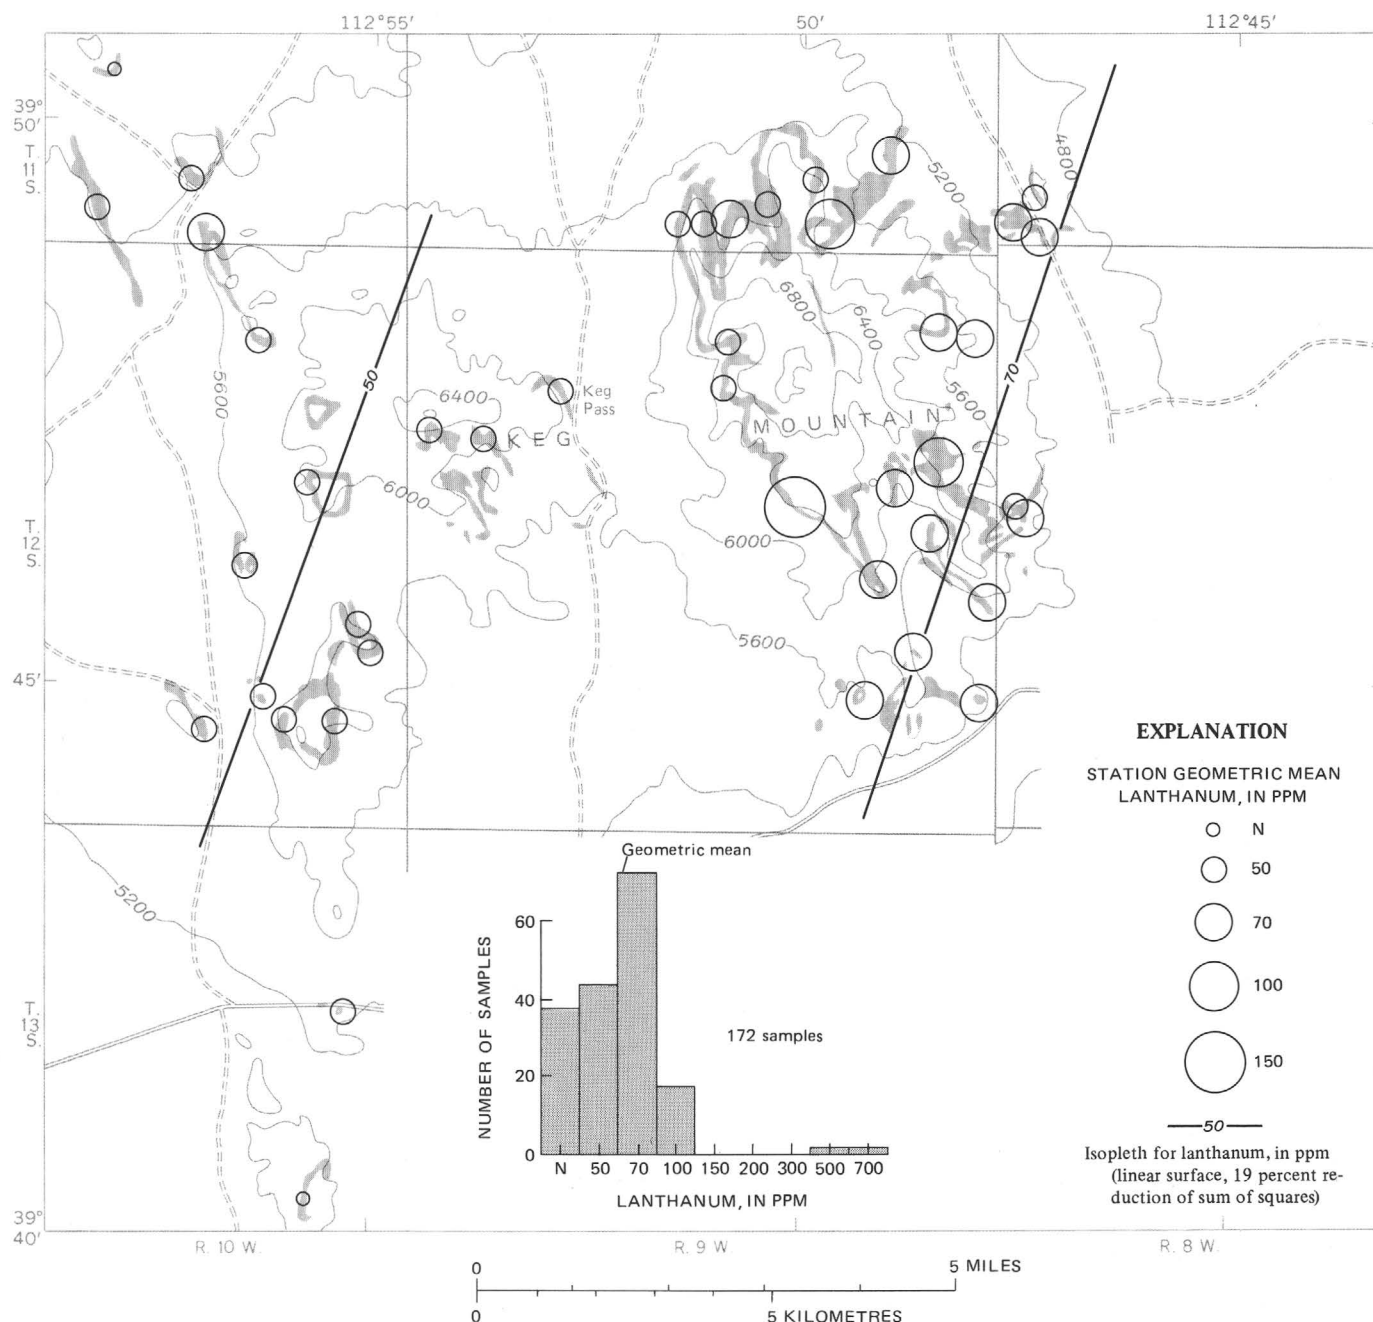 112°55'
50'
112°45'
39°
50'
T.
11
S.
4800
5200
6800
6400
5600
50
70
5600
6400
Keg
Pass
MOUNTAIN
KEG
6000
T.
12
S.
6000
5600
45'
EXPLANATION
STATION GEOMETRIC MEAN
LANTHANUM, IN PPM
N
50
70
100
150
50
Isopleth for lanthanum, in ppm
(linear surface, 19 percent re-
duction of sum of squares)
5200
Geometric mean
NUMBER OF SAMPLES
60
40
20
0
172 samples
N 50 70 100 150 200 300 500 700
LANTHANUM, IN PPM
T.
13
S.
39°
40'
R. 10 W.
R. 9 W.
R. 8 W.
0 5 MILES
0 5 KILOMETRES